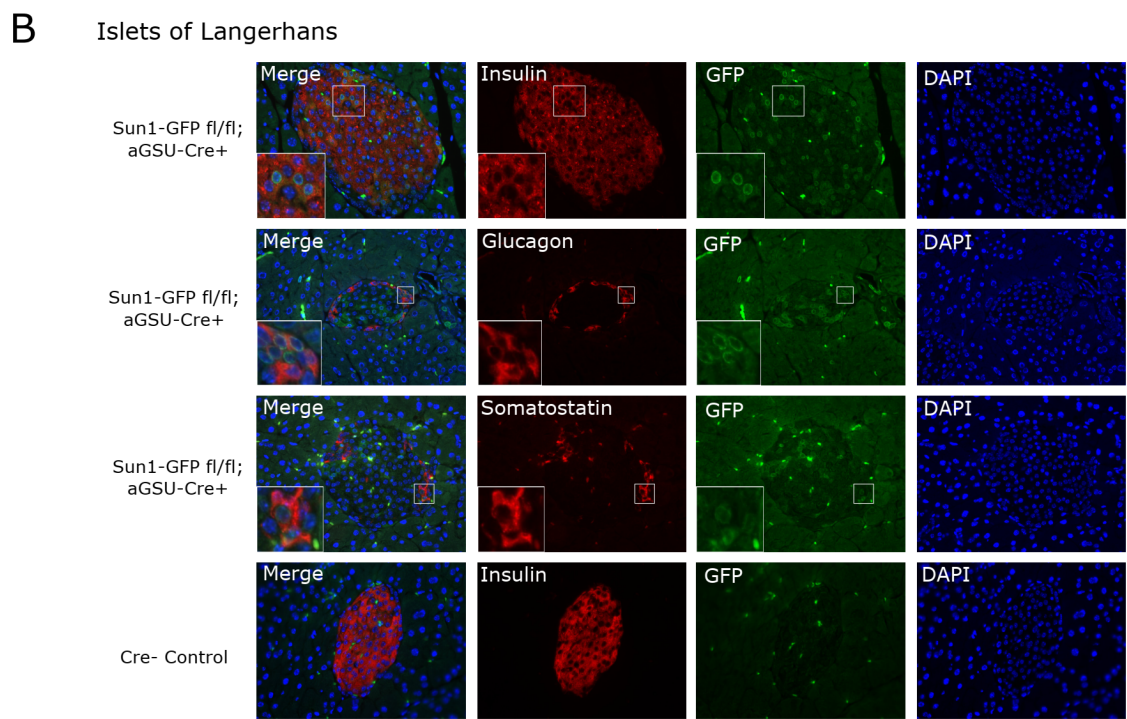 B Islets of Langerhans
Merge Insulin GFP DAPI
Sun1-GFP fl/fl;
aGSU-Cre+
Merge Glucagon GFP DAPI
Sun1-GFP fl/fl;
aGSU-Cre+
Merge Somatostatin GFP DAPI
Sun1-GFP fl/fl;
aGSU-Cre+
Merge Insulin GFP DAPI
Cre- Control